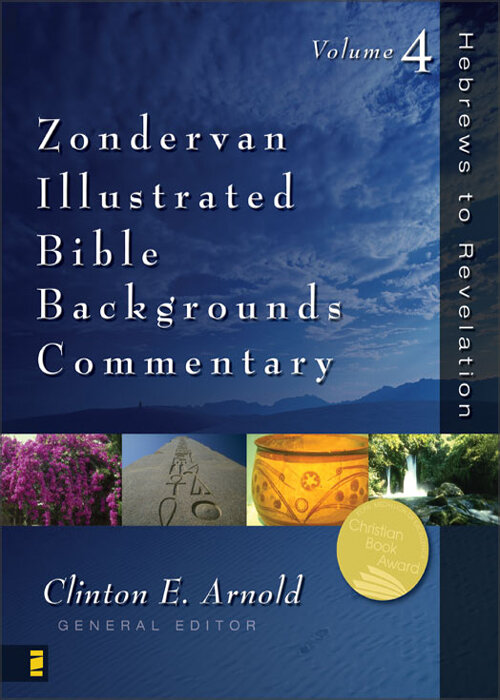 Volume 4
Hebrews to Revelation
Zondervan
Illustrated
Bible
Backgrounds
Commentary
Christian
Book
Award
Clinton E. Arnold
GENERAL EDITOR